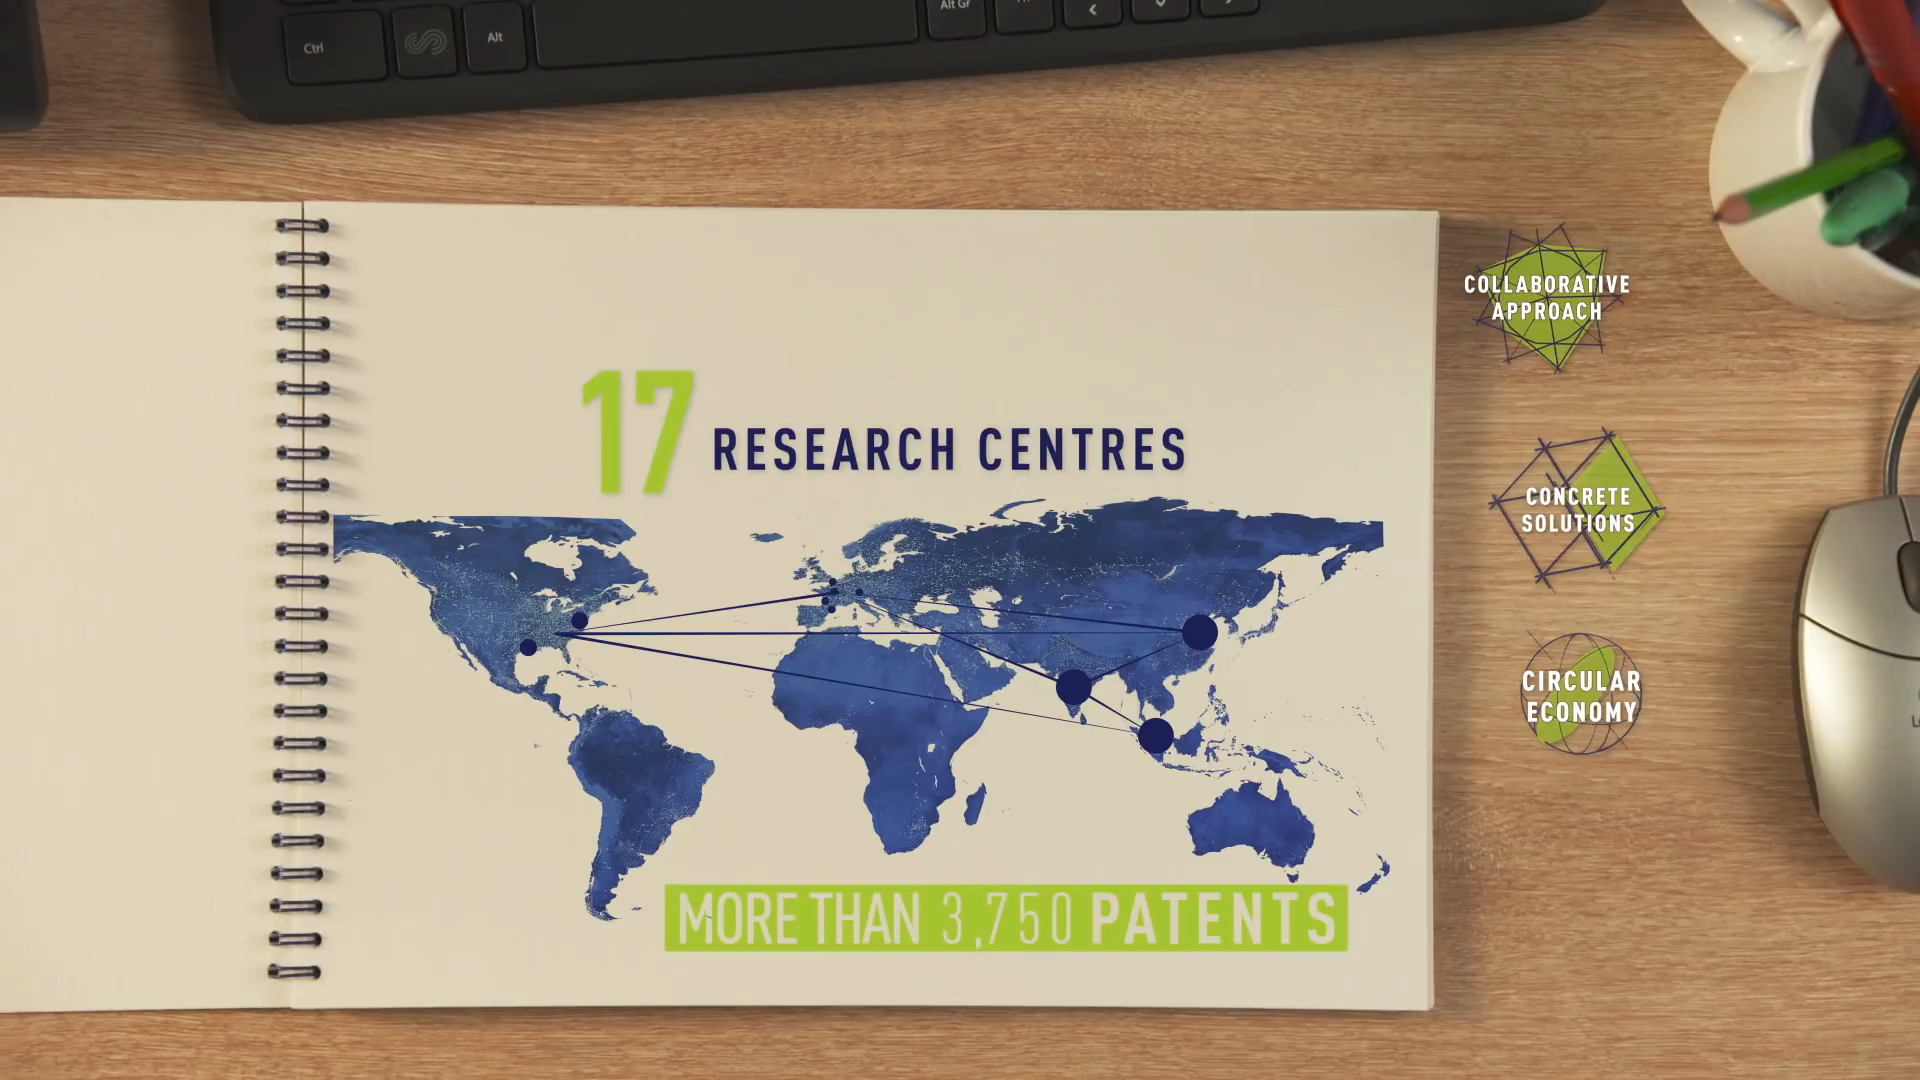 Ctrl
Alt
Alt Gr
COLLABORATIVE
APPROACH
17 RESEARCH CENTRES
CONCRETE
SOLUTIONS
CIRCULAR
ECONOMY
MORE THAN 3,750 PATENTS